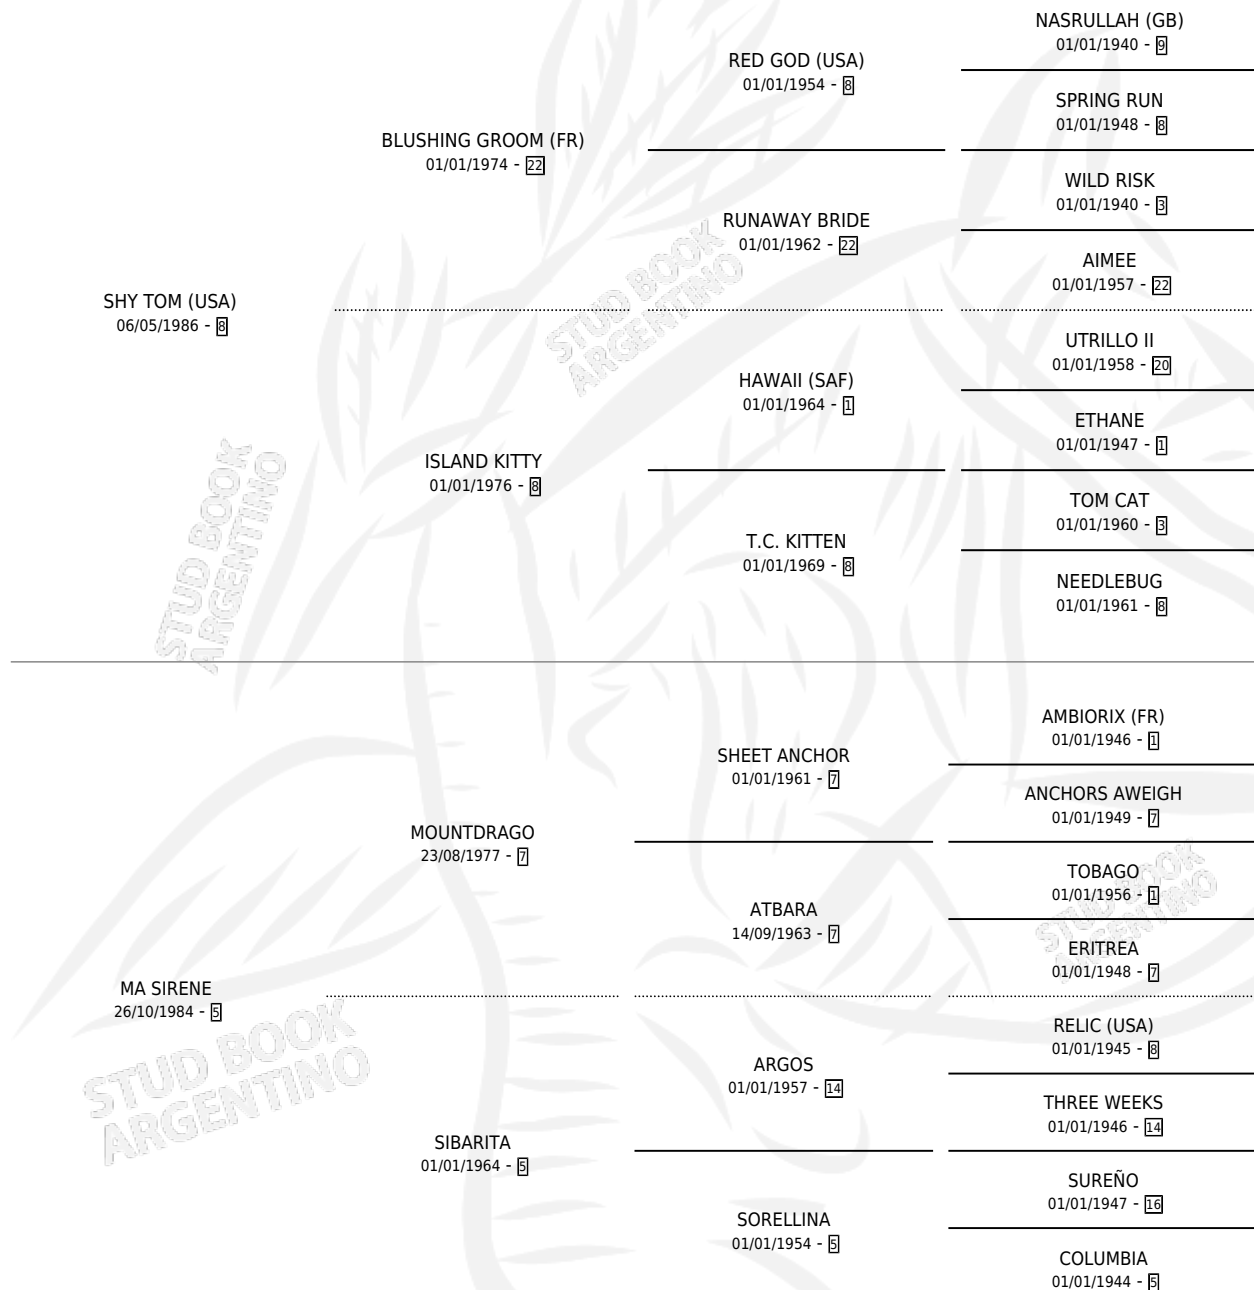 NASRULLAH (GB)
01/01/1940 - 9
RED GOD (USA)
01/01/1954 - 8
SPRING RUN
01/01/1948 - 8
BLUSHING GROOM (FR)
01/01/1974 - 22
WILD RISK
01/01/1940 - 3
RUNAWAY BRIDE
01/01/1962 - 22
AIMEE
01/01/1957 - 22
SHY TOM (USA)
06/05/1986 - 8
UTRILLO II
01/01/1958 - 20
HAWAII (SAF)
01/01/1964 - 1
ETHANE
01/01/1947 - 1
ISLAND KITTY
01/01/1976 - 8
TOM CAT
01/01/1960 - 3
T.C. KITTEN
01/01/1969 - 8
NEEDLEBUG
01/01/1961 - 8
AMBIORIX (FR)
01/01/1946 - 1
SHEET ANCHOR
01/01/1961 - 7
ANCHORS AWEIGH
01/01/1949 - 7
MOUNTDRAGO
23/08/1977 - 7
TOBAGO
01/01/1956 - 1
ATBARA
14/09/1963 - 7
ERITREA
01/01/1948 - 7
MA SIRENE
26/10/1984 - 5
RELIC (USA)
01/01/1945 - 8
ARGOS
01/01/1957 - 14
THREE WEEKS
01/01/1946 - 14
SIBARITA
01/01/1964 - 5
SUREÑO
01/01/1947 - 16
SORELLINA
01/01/1954 - 5
COLUMBIA
01/01/1944 - 5
STUD BOOK
ARGENTINO
STUD BOOK
ARGENTINO
STUD BOOK
ARGENTINO
STUD BOOK
ARGENTINO